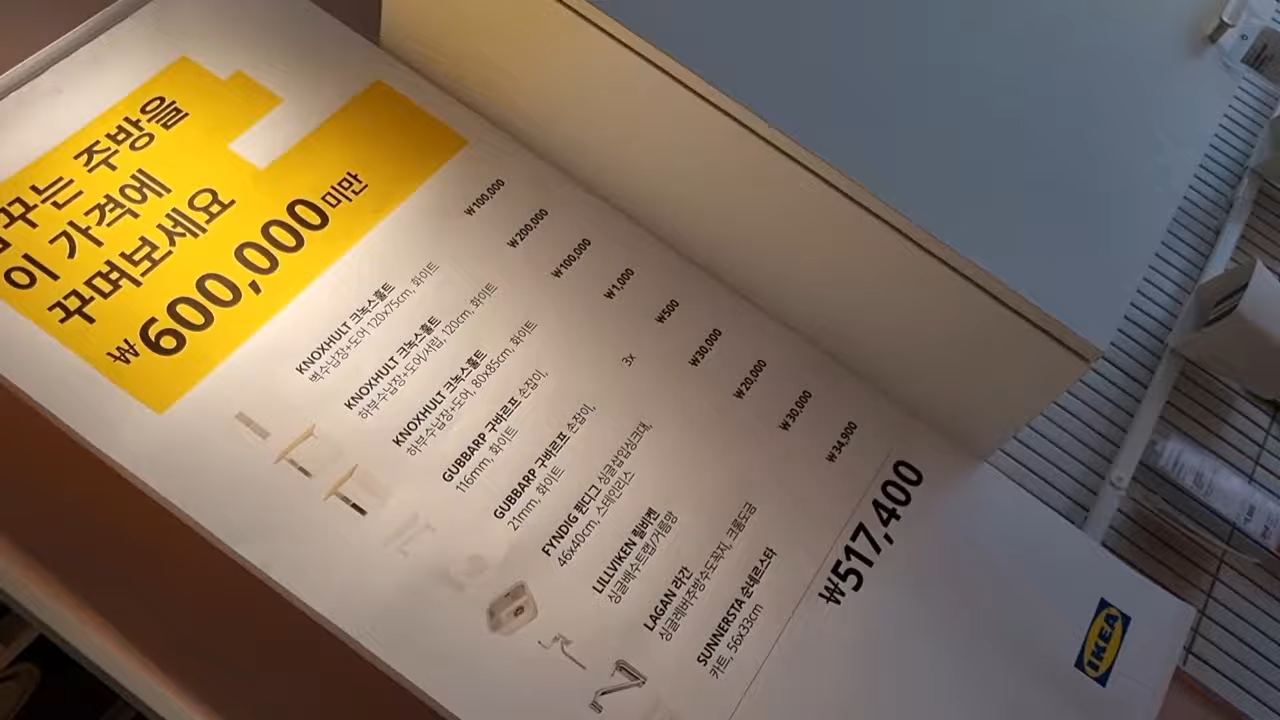 꿈꾸는 주방을
이 가격에
꾸며보세요
₩600,000 미만
KNOXHULT 크녹스훌트 ₩100,000
벽수납장+도어 120x75cm, 화이트
KNOXHULT 크녹스훌트 ₩200,000
하부수납장+도어/서랍, 120cm, 화이트
KNOXHULT 크녹스훌트 ₩100,000
하부수납장+도어, 80x85cm, 화이트
GUBBARP 구바르프 손잡이, ₩1,000
116mm, 화이트
GUBBARP 구바르프 손잡이, 3x ₩500
21mm, 화이트
FYNDIG 휜디그 싱글삽입싱크대, ₩30,000
46x40cm, 스테인리스
LILLVIKEN 릴비켄 ₩20,000
싱글배수트랩/거름망
LAGAN 라간 ₩30,000
싱글레버주방수도꼭지, 크롬도금
SUNNERSTA 순네르스타 ₩34,900
카트, 56x33cm
₩517,400
IKEA